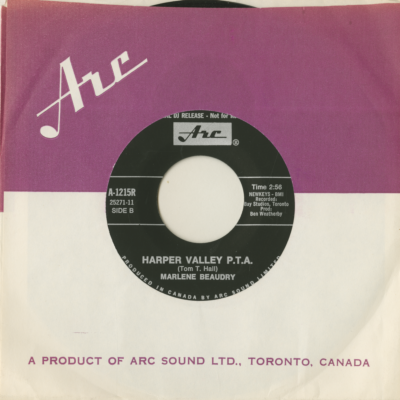 Arc
DJ RELEASE - Not for
Arc
®
A-1215R
25271-11
SIDE B
Time 2:56
NEWKEYS - BMI
Recorded:
Bay Studios, Toronto
Prod:
Ben Weatherby
HARPER VALLEY P.T.A.
(Tom T. Hall)
MARLENE BEAUDRY
PRODUCED IN CANADA BY ARC SOUND LIMITED
A PRODUCT OF ARC SOUND LTD., TORONTO, CANADA